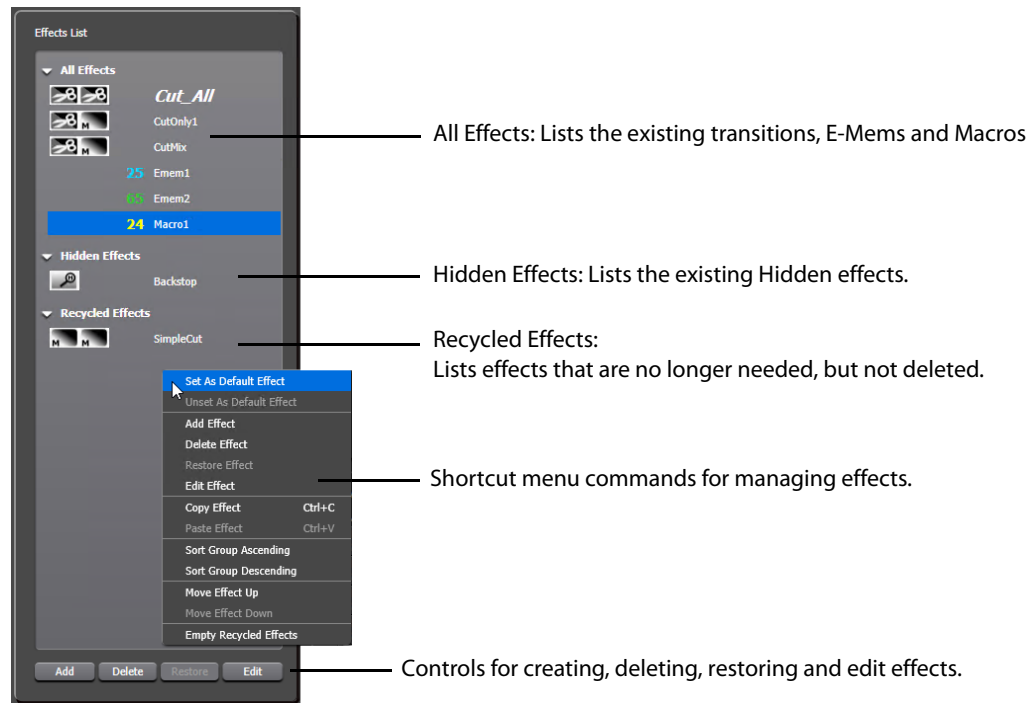 Effects List
All Effects
Cut_All
M CutOnly1
M CutMix
All Effects: Lists the existing transitions, E-Mems and Macros
25 Emem1
65 Emem2
24 Macro1
Hidden Effects
Backstop
Hidden Effects: Lists the existing Hidden effects.
Recycled Effects
M M SimpleCut
Recycled Effects:
Lists effects that are no longer needed, but not deleted.
Set As Default Effect
Unset As Default Effect
Add Effect
Delete Effect
Restore Effect
Edit Effect
Shortcut menu commands for managing effects.
Copy Effect Ctrl+C
Paste Effect Ctrl+V
Sort Group Ascending
Sort Group Descending
Move Effect Up
Move Effect Down
Empty Recycled Effects
Add Delete Restore Edit
Controls for creating, deleting, restoring and edit effects.